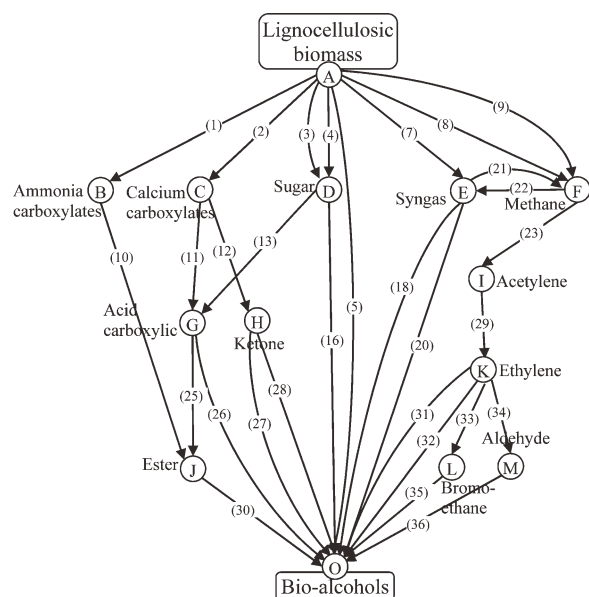 Lignocellulosic
biomass
A
(9)
(1)
(2)
(3)
(4)
(7)
(8)
(21)
Ammonia
carboxylates
B
Calcium
carboxylates
C
Sugar
D
Syngas
E
(22)
Methane
F
(10)
(11)
(12)
(13)
(23)
(18)
(5)
I
Acetylene
Acid
carboxylic
G
H
Ketone
(16)
(20)
(29)
K
Ethylene
(25)
(26)
(27)
(28)
(31)
(32)
(33)
(34)
Aldehyde
Ester
J
L
M
Bromo-
ethane
(30)
(35)
(36)
O
Bio-alcohols